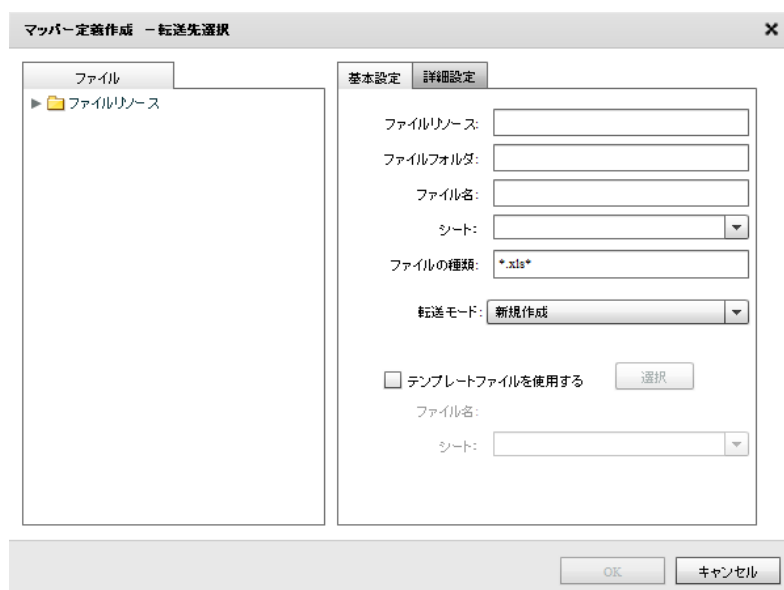 マッパー定義作成 －転送先選択
ファイル
ファイルリソース
基本設定 詳細設定
ファイルリソース:
ファイルフォルダ:
ファイル名:
シート:
ファイルの種類: *.xls*
転送モード: 新規作成
テンプレートファイルを使用する 選択
ファイル名:
シート:
OK キャンセル